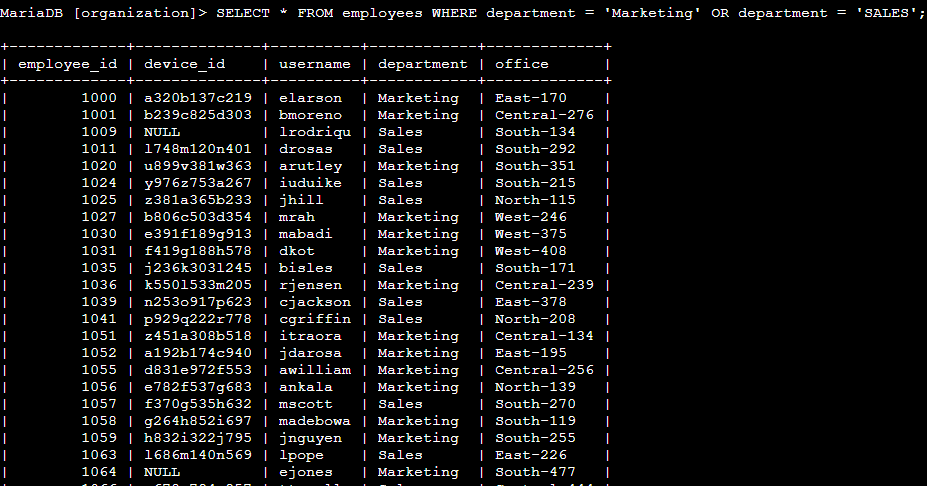 MariaDB [organization]> SELECT * FROM employees WHERE department = 'Marketing' OR department = 'SALES';
+-------------+--------------+----------+------------+-------------+
| employee_id | device_id    | username | department | office      |
+-------------+--------------+----------+------------+-------------+
|        1000 | a320b137c219 | elarson  | Marketing  | East-170    |
|        1001 | b239c825d303 | bmoreno  | Marketing  | Central-276 |
|        1009 | NULL         | lrodriqu | Sales      | South-134   |
|        1011 | l748m120n401 | drosas   | Sales      | South-292   |
|        1020 | u899v381w363 | arutley  | Marketing  | South-351   |
|        1024 | y976z753a267 | iuduike  | Sales      | South-215   |
|        1025 | z381a365b233 | jhill    | Sales      | North-115   |
|        1027 | b806c503d354 | mrah     | Marketing  | West-246    |
|        1030 | e391f189g913 | mabadi   | Marketing  | West-375    |
|        1031 | f419g188h578 | dkot     | Marketing  | West-408    |
|        1035 | j236k303l245 | bisles   | Sales      | South-171   |
|        1036 | k550l533m205 | rjensen  | Marketing  | Central-239 |
|        1039 | n253o917p623 | cjackson | Sales      | East-378    |
|        1041 | p929q222r778 | cgriffin | Sales      | North-208   |
|        1051 | z451a308b518 | itraora  | Marketing  | Central-134 |
|        1052 | a192b174c940 | jdarosa  | Marketing  | East-195    |
|        1055 | d831e972f553 | awilliam | Marketing  | Central-256 |
|        1056 | e782f537g683 | ankala   | Marketing  | North-139   |
|        1057 | f370g535h632 | mscott   | Sales      | South-270   |
|        1058 | g264h852i697 | madebowa | Marketing  | South-119   |
|        1059 | h832i322j795 | jnguyen  | Marketing  | South-255   |
|        1063 | l686m140n569 | lpope    | Sales      | East-226    |
|        1064 | NULL         | ejones   | Marketing  | South-477   |